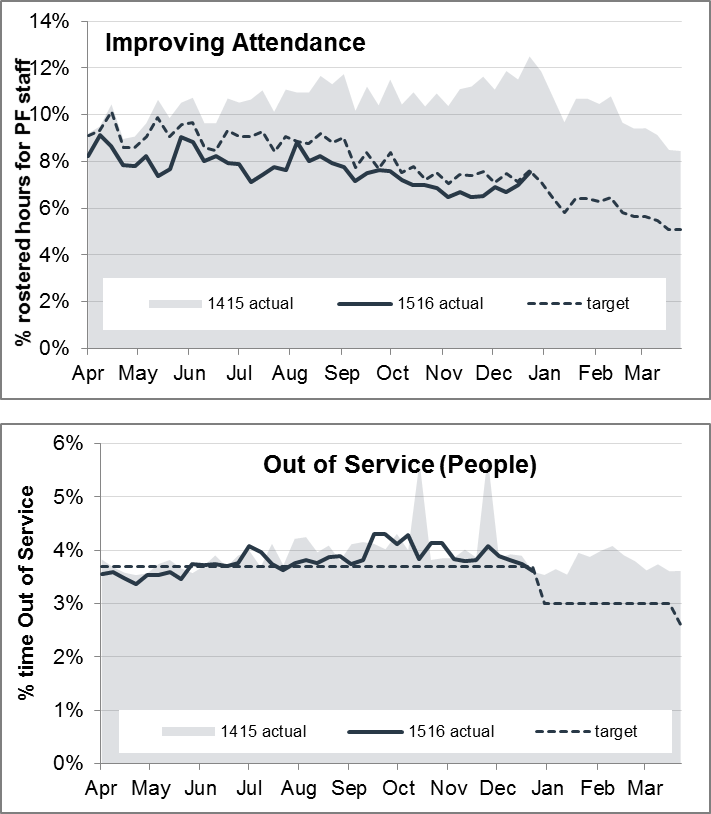 Improving Attendance
% rostered hours for PF staff
14%
12%
10%
8%
6%
4%
2%
0%
1415 actual 1516 actual target
Apr May Jun Jul Aug Sep Oct Nov Dec Jan Feb Mar
Out of Service (People)
% time Out of Service
6%
5%
4%
3%
2%
1%
0%
1415 actual 1516 actual target
Apr May Jun Jul Aug Sep Oct Nov Dec Jan Feb Mar